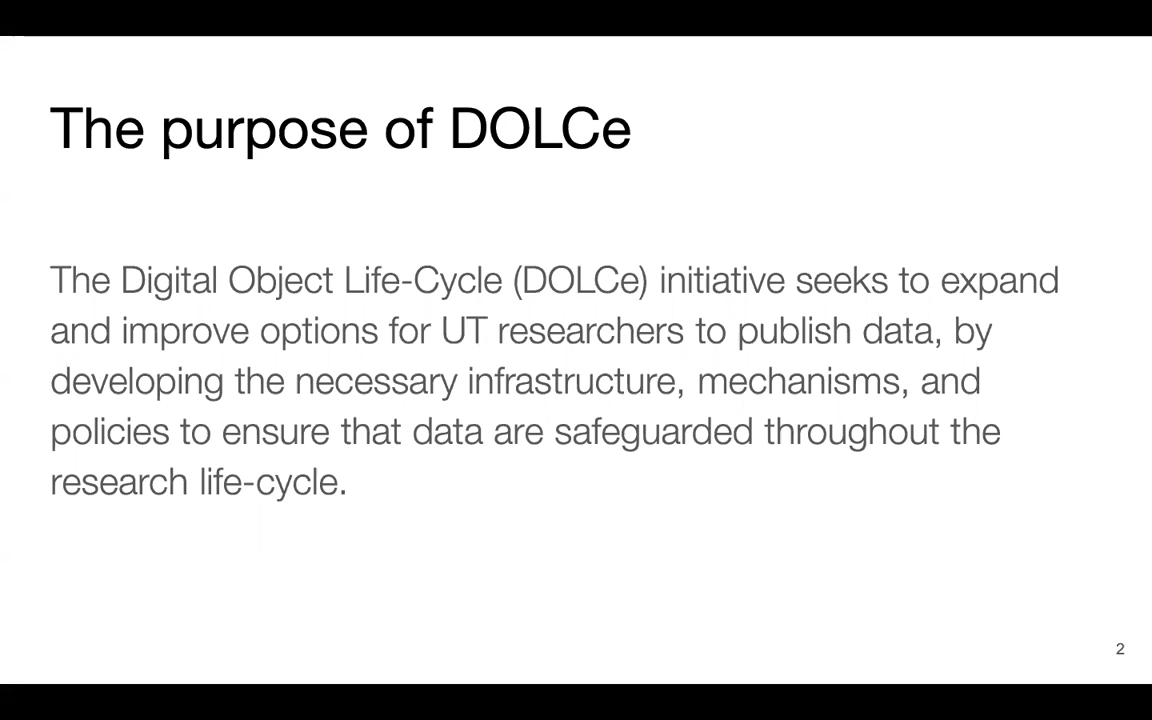 The purpose of DOLCe
The Digital Object Life-Cycle (DOLCe) initiative seeks to expand
and improve options for UT researchers to publish data, by
developing the necessary infrastructure, mechanisms, and
policies to ensure that data are safeguarded throughout the
research life-cycle.
2